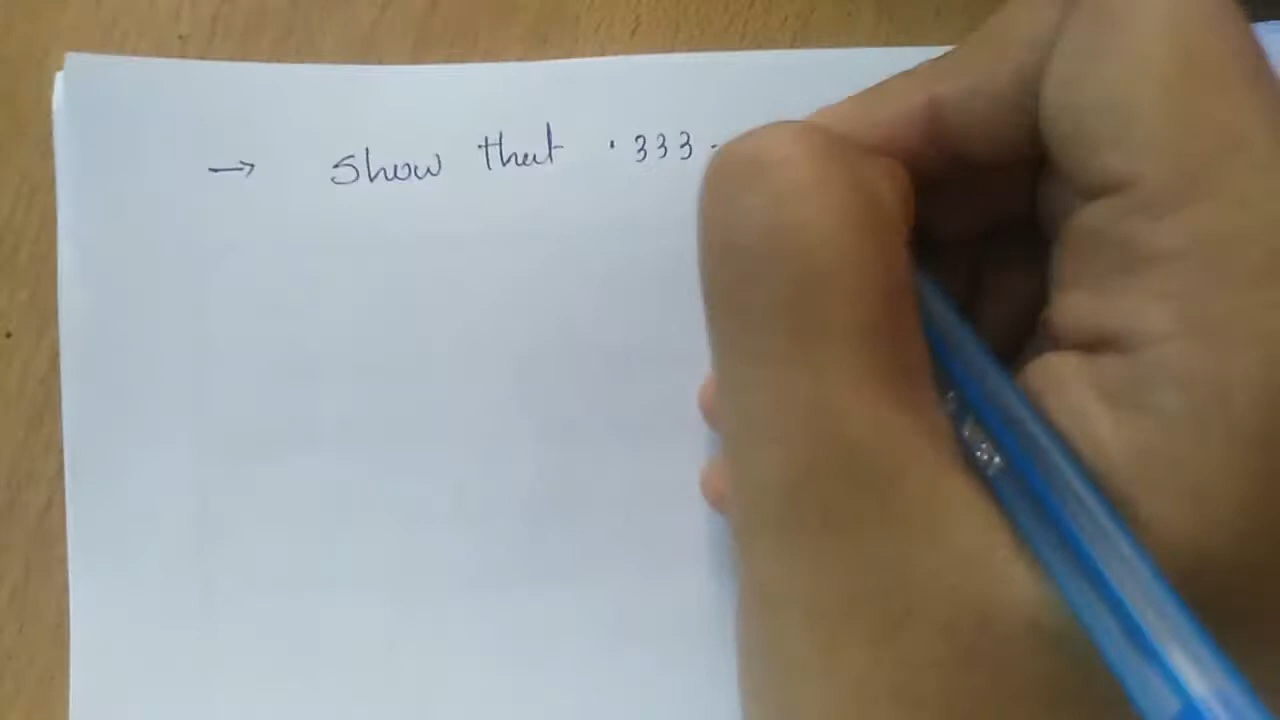 → Show that .333.